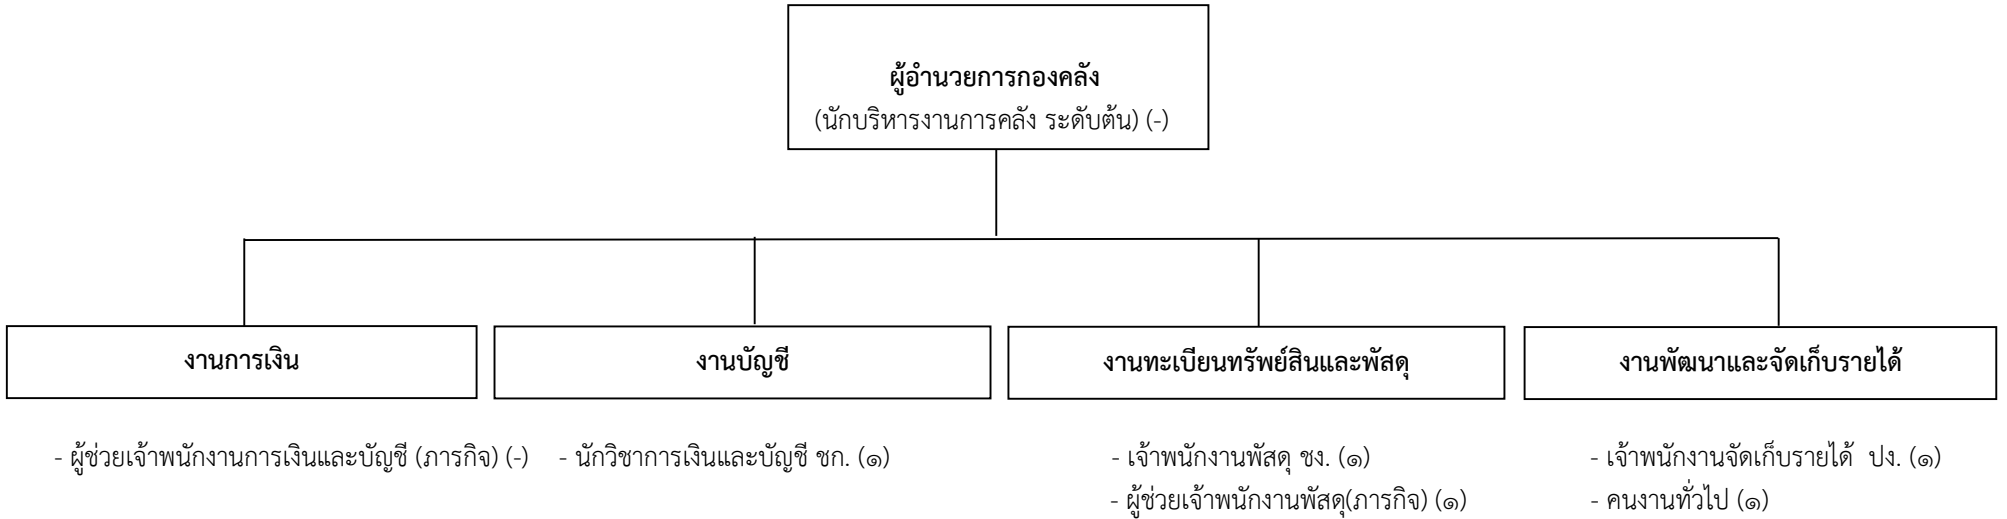 ผู้อำนวยการกองคลัง
(นักบริหารงานการคลัง ระดับต้น) (-)
งานการเงิน
งานบัญชี
งานทะเบียนทรัพย์สินและพัสดุ
งานพัฒนาและจัดเก็บรายได้
- ผู้ช่วยเจ้าพนักงานการเงินและบัญชี (ภารกิจ) (-)
- นักวิชาการเงินและบัญชี ชก. (๑)
- เจ้าพนักงานพัสดุ ชง. (๑)
- ผู้ช่วยเจ้าพนักงานพัสดุ(ภารกิจ) (๑)
- เจ้าพนักงานจัดเก็บรายได้  ปง. (๑)
- คนงานทั่วไป (๑)